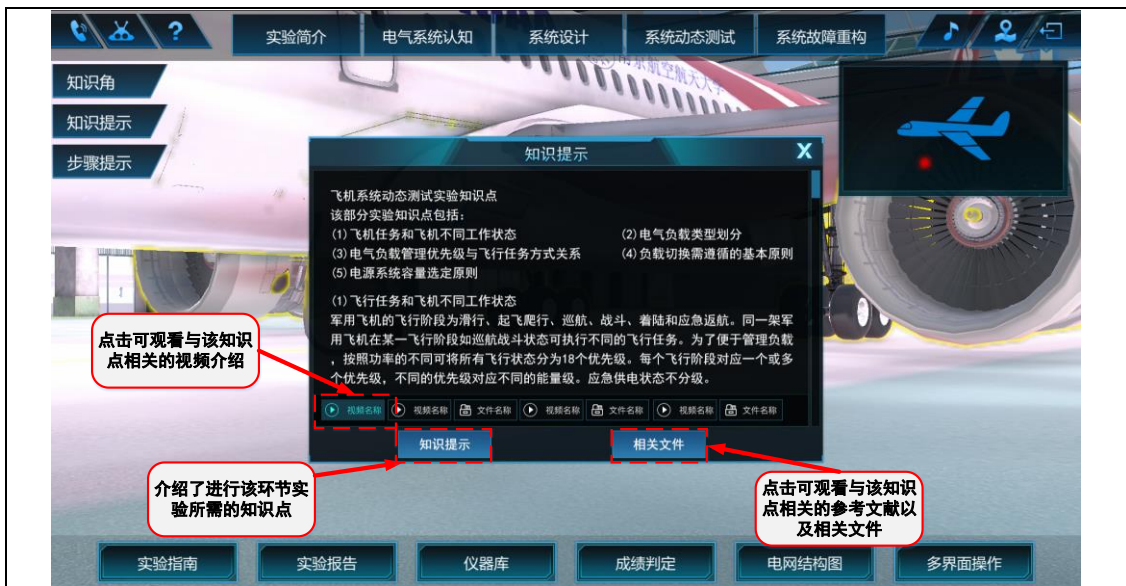 ?
实验简介
电气系统认知
系统设计
系统动态测试
系统故障重构
知识角
知识提示
步骤提示
南京航空航天大学
知识提示
X
飞机系统动态测试实验知识点
该部分实验知识点包括：
(1)飞机任务和飞机不同工作状态
(2)电气负载类型划分
(3)电气负载管理优先级与飞行任务方式关系
(4)负载切换需遵循的基本原则
(5)电源系统容量选定原则
(1)飞行任务和飞机不同工作状态
军用飞机的飞行阶段为滑行、起飞爬行、巡航、战斗、着陆和应急返航。同一架军
用飞机在某一飞行阶段如巡航战斗状态可执行不同的飞行任务。为了便于管理负载
，按照功率的不同可将所有飞行状态分为18个优先级。每个飞行阶段对应一个或多
个优先级，不同的优先级对应不同的能量级。应急供电状态不分级。
视频名称
视频名称
文件名称
视频名称
文件名称
视频名称
文件名称
知识提示
相关文件
点击可观看与该知识
点相关的视频介绍
介绍了进行该环节实
验所需的知识点
点击可观看与该知识
点相关的参考文献以
及相关文件
实验指南
实验报告
仪器库
成绩判定
电网结构图
多界面操作